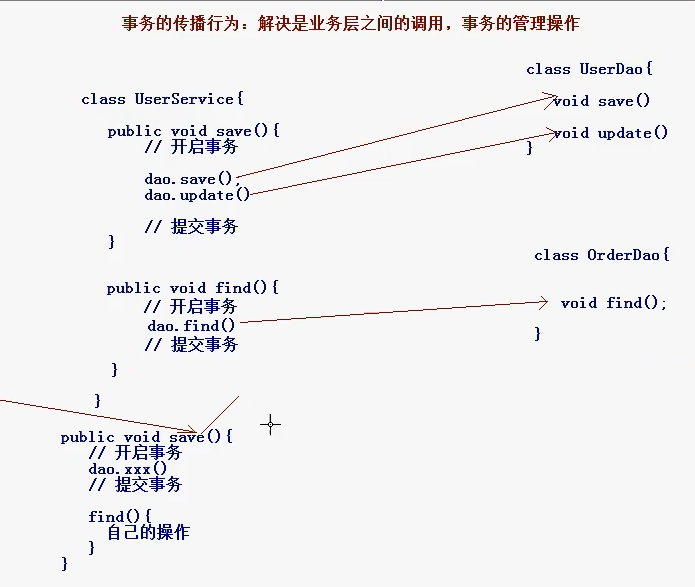 事务的传播行为：解决是业务层之间的调用，事务的管理操作
class UserService{
public void save(){
// 开启事务
dao.save();
dao.update()
// 提交事务
}
public void find(){
// 开启事务
dao.find()
// 提交事务
}
}
class UserDao{
void save()
void update()
}
class OrderDao{
void find();
}
public void save(){
// 开启事务
dao.xxx()
// 提交事务
find(){
自己的操作
}
}